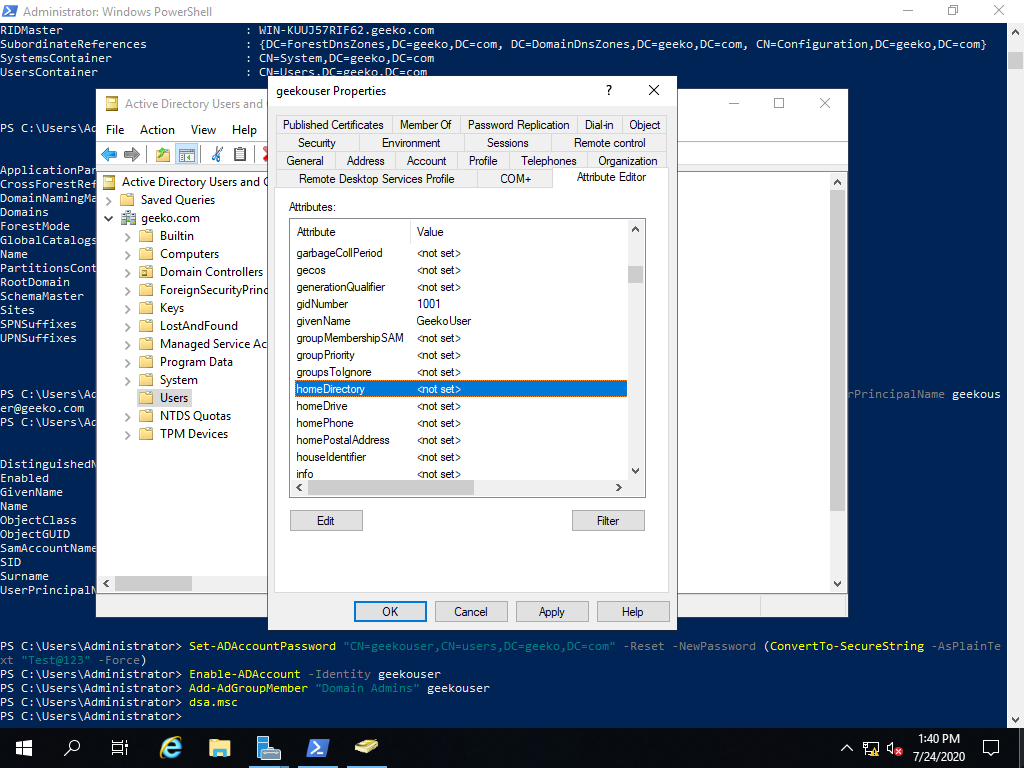 Administrator: Windows PowerShell
RIDMaster : WIN-KUUJ57RIF62.geeko.com
SubordinateReferences : {DC=ForestDnsZones,DC=geeko,DC=com, DC=DomainDnsZones,DC=geeko,DC=com, CN=Configuration,DC=geeko,DC=com}
SystemsContainer : CN=System,DC=geeko,DC=com
UsersContainer : CN=Users,DC=geeko,DC=com
PS C:\Users\Ad
ApplicationPar
CrossForestRef
DomainNamingMa
Domains
ForestMode
GlobalCatalogs
Name
PartitionsCont
RootDomain
SchemaMaster
Sites
SPNSuffixes
UPNSuffixes
PS C:\Users\Ad
rPrincipalName geekous
er@geeko.com
PS C:\Users\Ad
DistinguishedN
Enabled
GivenName
Name
ObjectClass
ObjectGUID
SamAccountName
SID
Surname
UserPrincipalN
Active Directory Users and
File Action View Help
Active Directory Users and C
Saved Queries
geeko.com
Builtin
Computers
Domain Controllers
ForeignSecurityPrinc
Keys
LostAndFound
Managed Service Ac
Program Data
System
Users
NTDS Quotas
TPM Devices
geekouser Properties
? 
Published Certificates Member Of Password Replication Dial-in Object
Security Environment Sessions Remote control
General Address Account Profile Telephones Organization
Remote Desktop Services Profile COM+ Attribute Editor
Attributes:
Attribute Value
garbageCollPeriod <not set>
gecos <not set>
generationQualifier <not set>
gidNumber 1001
givenName GeekoUser
groupMembershipSAM <not set>
groupPriority <not set>
groupsToIgnore <not set>
homeDirectory <not set>
homeDrive <not set>
homePhone <not set>
homePostalAddress <not set>
houseIdentifier <not set>
info <not set>
Edit Filter
OK Cancel Apply Help
PS C:\Users\Administrator> Set-ADAccountPassword "CN=geekouser,CN=users,DC=geeko,DC=com" -Reset -NewPassword (ConvertTo-SecureString -AsPlainTe
xt "Test@123" -Force)
PS C:\Users\Administrator> Enable-ADAccount -Identity geekouser
PS C:\Users\Administrator> Add-AdGroupMember "Domain Admins" geekouser
PS C:\Users\Administrator> dsa.msc
PS C:\Users\Administrator>
1:40 PM
7/24/2020